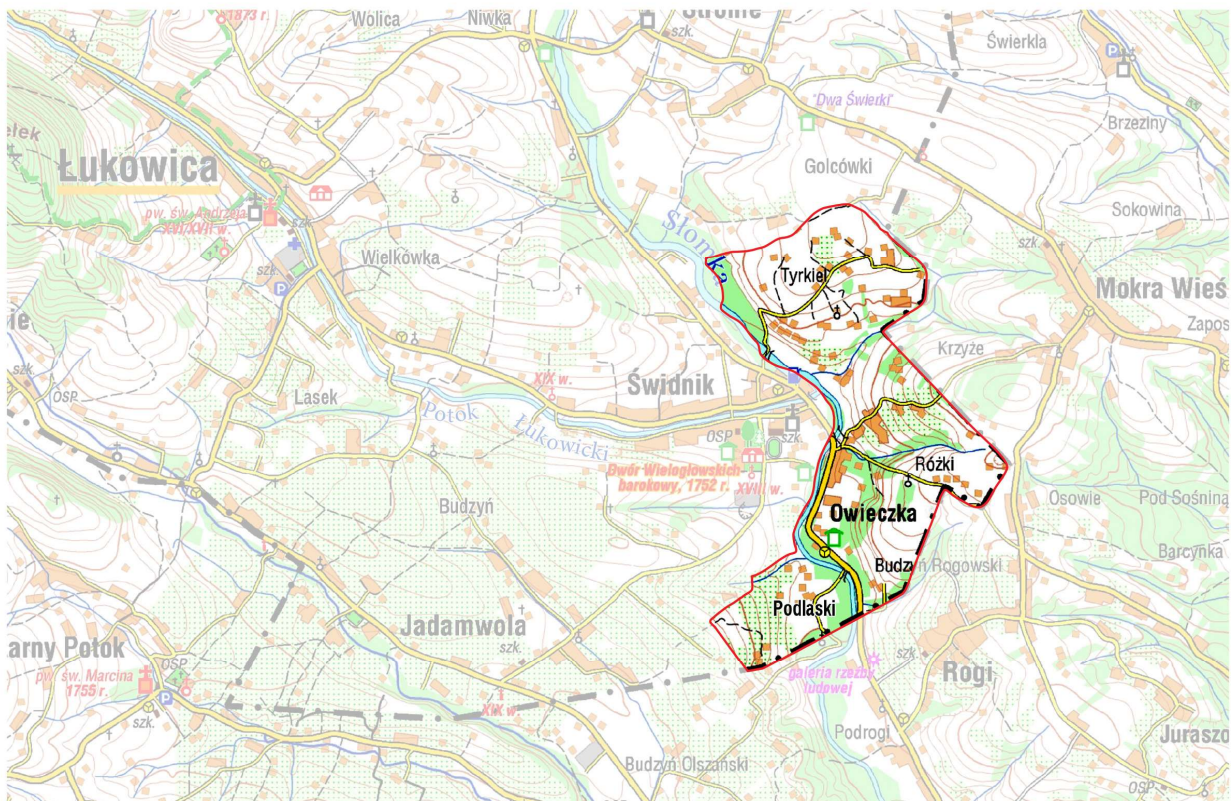 1873 r.
Wolica
Niwka
szk.
Stronie
Świerkla
P
"Dwa Świerki"
Brzeziny
Golcówki
Łukowica
pw. św. Andrzeja
XVI/XVII w.
szk.
Sokowina
szk.
Wielkówka
szk.
P
Słomka
Tyrkiel
Mokra Wieś
Krzyże
szk.
OSP
Lasek
XIX w.
Świdnik
Potok
Łukowicki
OSP
szk.
Dwór Wielogłowskich
barokowy, 1752 r.
XVIII w.
Różki
Budzyń
Owieczka
Osowie
Pod Sośniną
Barcynka
Budzyń Rogowski
Podlaski
Jadamwola
szk.
arny Potok
OSP
pw. św. Marcina
1755 r.
P
szk.
XIX w.
galeria rzeźby
ludowej
szk.
Rogi
Podrogi
Juraszo
Budzyń Olszański
OSP